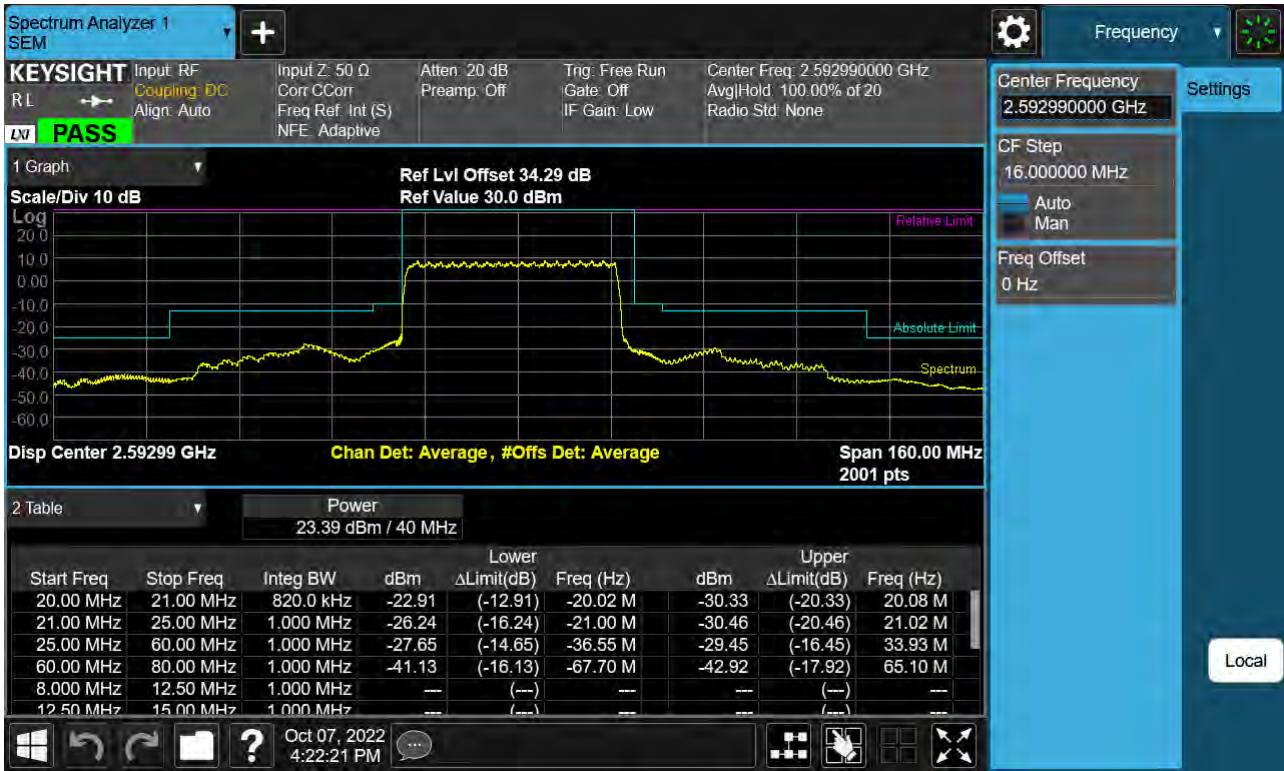 Spectrum Analyzer 1
SEM
+
Frequency
KEYSIGHT
RL
LXI
PASS
Input: RF
Coupling: DC
Align: Auto
Input Z: 50 Ω
Corr CCorr
Freq Ref: Int (S)
NFE: Adaptive
Atten: 20 dB
Preamp: Off
Trig: Free Run
Gate: Off
IF Gain: Low
Center Freq: 2.592990000 GHz
Avg|Hold: 100.00% of 20
Radio Std: None
Center Frequency
2.592990000 GHz
Settings
CF Step
16.000000 MHz
Auto
Man
Freq Offset
0 Hz
Local
1 Graph
Scale/Div 10 dB
Ref Lvl Offset 34.29 dB
Ref Value 30.0 dBm
Log
20.0
10.0
0.00
-10.0
-20.0
-30.0
-40.0
-50.0
-60.0
Relative Limit
Absolute Limit
Spectrum
Disp Center 2.59299 GHz
Chan Det: Average, #Offs Det: Average
Span 160.00 MHz
2001 pts
2 Table
Power
23.39 dBm / 40 MHz
Lower Upper
Start Freq Stop Freq Integ BW dBm ΔLimit(dB) Freq (Hz) dBm ΔLimit(dB) Freq (Hz)
20.00 MHz 21.00 MHz 820.0 kHz -22.91 (-12.91) -20.02 M -30.33 (-20.33) 20.08 M
21.00 MHz 25.00 MHz 1.000 MHz -26.24 (-16.24) -21.00 M -30.46 (-20.46) 21.02 M
25.00 MHz 60.00 MHz 1.000 MHz -27.65 (-14.65) -36.55 M -29.45 (-16.45) 33.93 M
60.00 MHz 80.00 MHz 1.000 MHz -41.13 (-16.13) -67.70 M -42.92 (-17.92) 65.10 M
8.000 MHz 12.50 MHz 1.000 MHz --- (---) --- --- (---) ---
12.50 MHz 15.00 MHz 1.000 MHz --- (---) --- --- (---) ---
?
Oct 07, 2022
4:22:21 PM